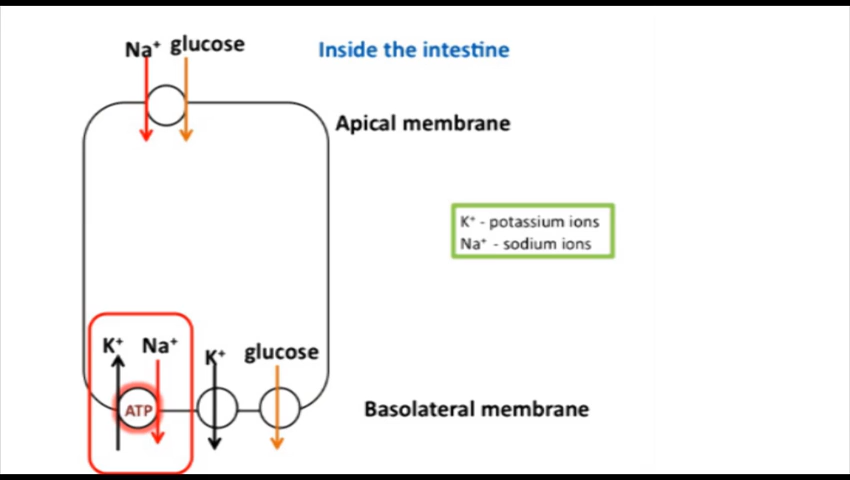 Na⁺ glucose
Inside the intestine
Apical membrane
K⁺ - potassium ions
Na⁺ - sodium ions
K⁺ Na⁺ K⁺ glucose
ATP
Basolateral membrane